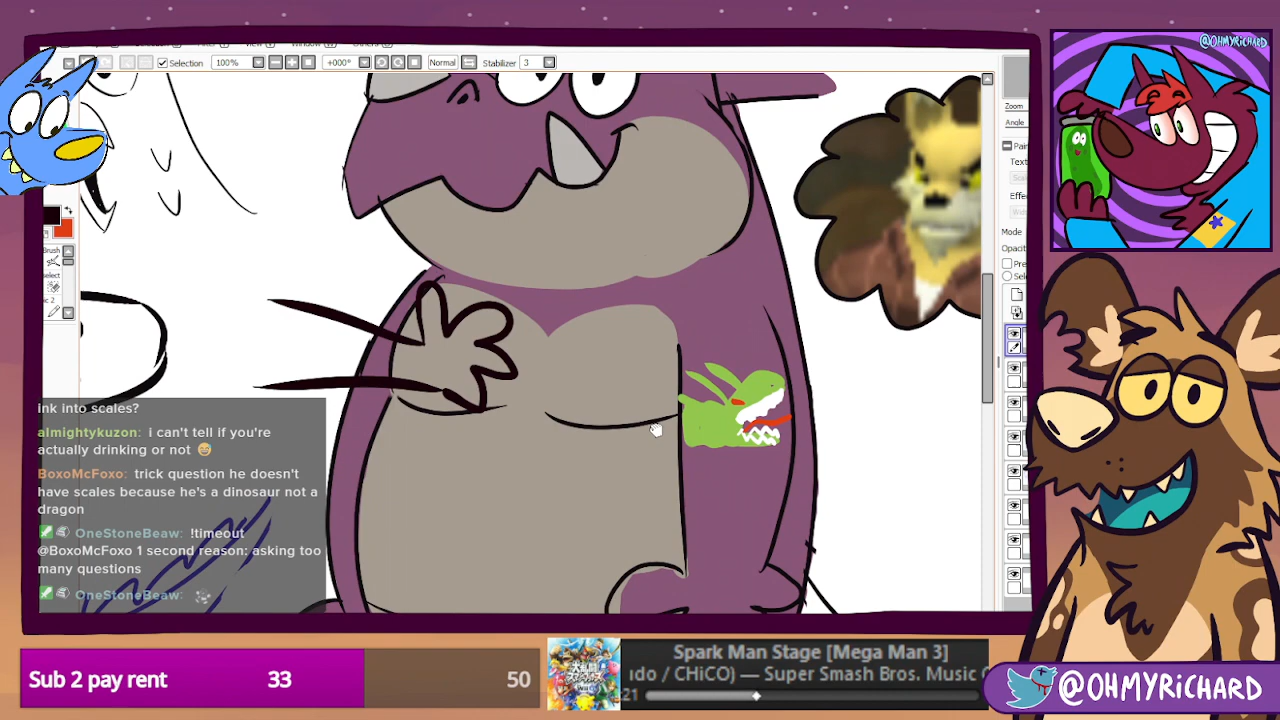 @OHMYRICHARD
Selection
100%
+000°
Normal
Stabilizer
3
Zoom
Angle
Mode
Brush
ink into scales?
almightykuzon: i can't tell if you're
actually drinking or not
BoxoMcFoxo: trick question he doesn't
have scales because he's a dinosaur not a
dragon
OneStoneBeaw: !timeout
@BoxoMcFoxo 1 second reason: asking too
many questions
OneStoneBeaw:
Sub 2 pay rent
33
50
Spark Man Stage [Mega Man 3]
CHiCO) — Super Smash Bros. Music
21
@OHMYRICHARD